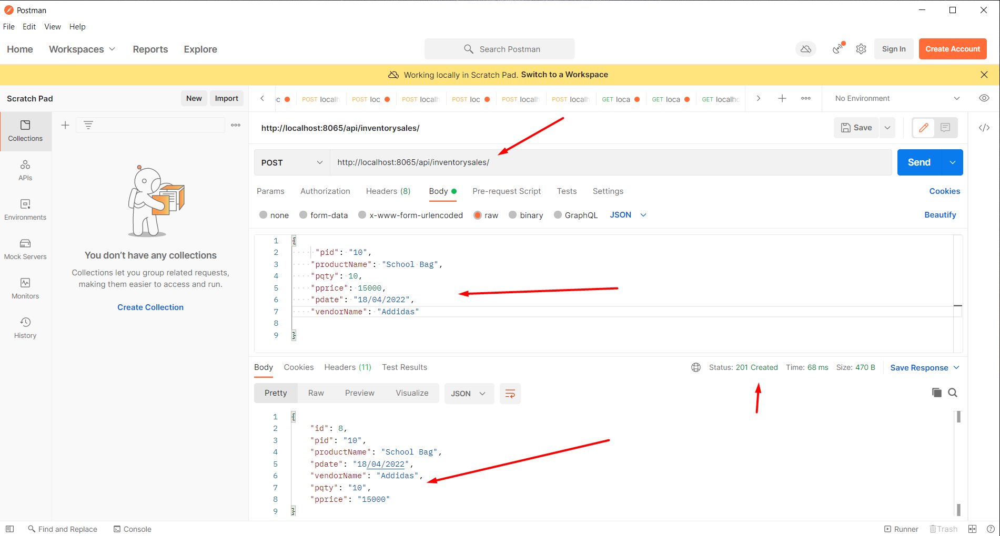 Postman
File Edit View Help
Home Workspaces Reports Explore Search Postman Sign In Create Account
Working locally in Scratch Pad. Switch to a Workspace
Scratch Pad New Import
oc POST localh POST loc POST localh POST loc POST localh POST localh GET loca GET loca GET localho No Environment
Collections
APIs
Environments
Mock Servers
Monitors
History
You don't have any collections
Collections let you group related requests,
making them easier to access and run.
Create Collection
http://localhost:8065/api/inventorysales/ Save
POST http://localhost:8065/api/inventorysales/ Send
Params Authorization Headers (8) Body Pre-request Script Tests Settings Cookies
none form-data x-www-form-urlencoded raw binary GraphQL JSON Beautify
1 {
2 "pid": "10",
3 "productName": "School Bag",
4 "pqty": 10,
5 "pprice": 15000,
6 "pdate": "18/04/2022",
7 "vendorName": "Addidas"
8
9 }
Body Cookies Headers (11) Test Results Status: 201 Created Time: 68 ms Size: 470 B Save Response
Pretty Raw Preview Visualize JSON
1 {
2 "id": 8,
3 "pid": "10",
4 "productName": "School Bag",
5 "pdate": "18/04/2022",
6 "vendorName": "Addidas",
7 "pqty": "10",
8 "pprice": "15000"
9 }
Find and Replace Console Runner Trash